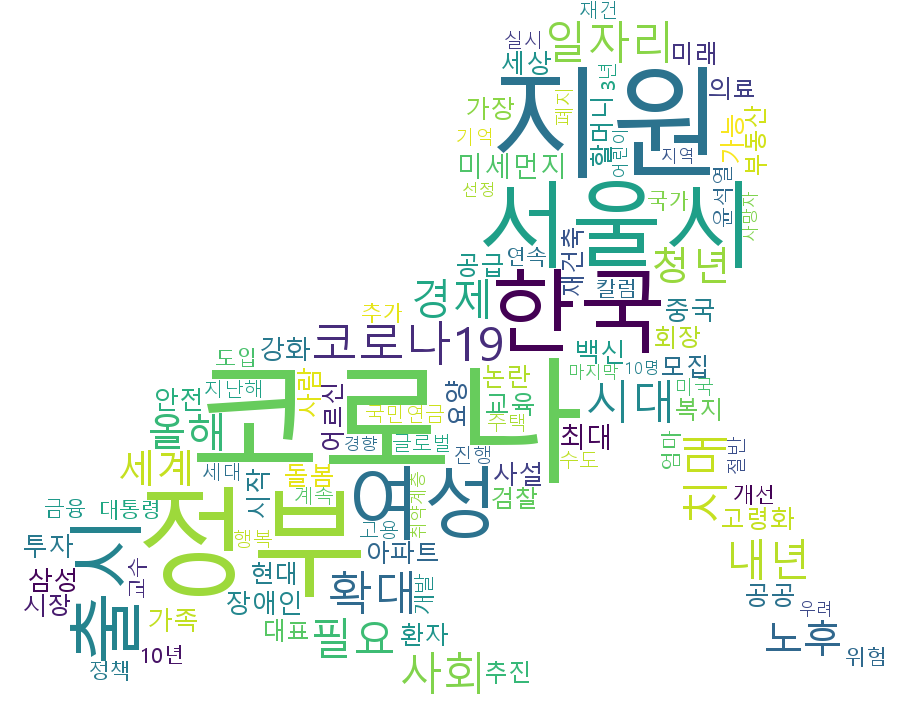 재건
실시
일자리
세상
미래
지원
3년
의료
가장
폐지
할머니
부동산
기억
가능
미세먼지
어린이
지역
선정
윤석열
국가
사망자
서울시
재건축
연속
공급
청년
칼럼
경제
한국
중국
추가
코로나19
회장
강화
백신
도입
논란
마지막
10명
모집
안전
지난해
사람
어르신
요양
교육
시대
미국
복지
올해
국민연금
주택
코로나
최대
경향
글로벌
세계
세대
돌봄
진행
사설
수도
엄마
절반
치매
시작
계속
취약계층
여성
검찰
개선
금융
대통령
정부
행복
고용
고령화
투자
출시
아파트
내년
삼성
교수
현대
확대
개발
시장
장애인
공공
가족
대표
필요
환자
우려
노후
10년
정책
사회
추진
위험